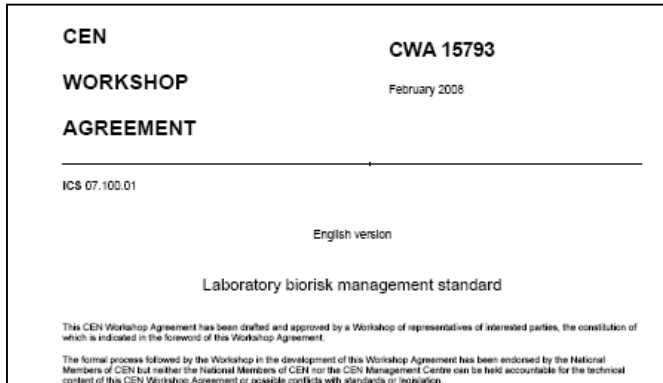 CEN
WORKSHOP
AGREEMENT
CWA 15793
February 2008
ICS 07.100.01
English version
Laboratory biorisk management standard
This CEN Workshop Agreement has been drafted and approved by a Workshop of representatives of interested parties, the constitution of
which is indicated in the foreword of this Workshop Agreement.
The formal process followed by the Workshop in the development of this Workshop Agreement has been endorsed by the National
Members of CEN but neither the National Members of CEN nor the CEN Management Centre can be held accountable for the technical
content of this CEN Workshop Agreement or possible conflicts with standards or legislation.